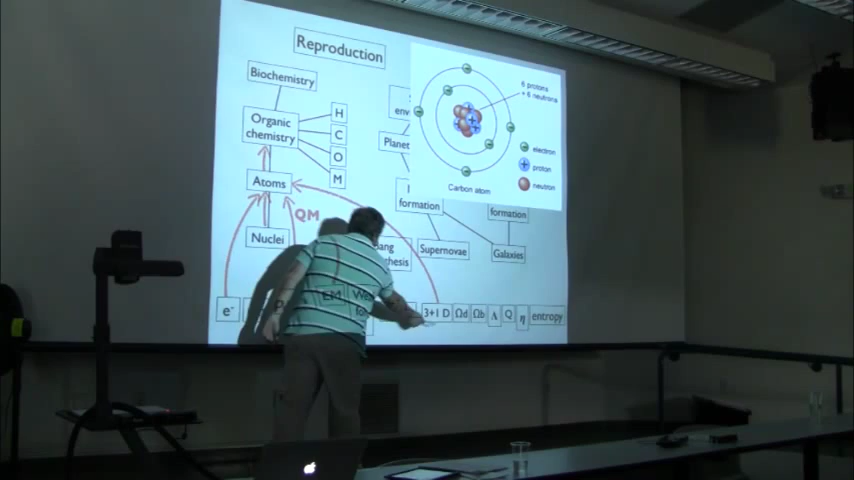 Reproduction
Biochemistry
Organic
chemistry
H
C
O
M
Atoms
QM
Nuclei
env
Planet
formation
Supernovae
formation
Galaxies
6 protons
+ 6 neutrons
electron
proton
neutron
Carbon atom
e-
EM
3+1 D
Ωd
Ωb
Λ
Q
η
entropy